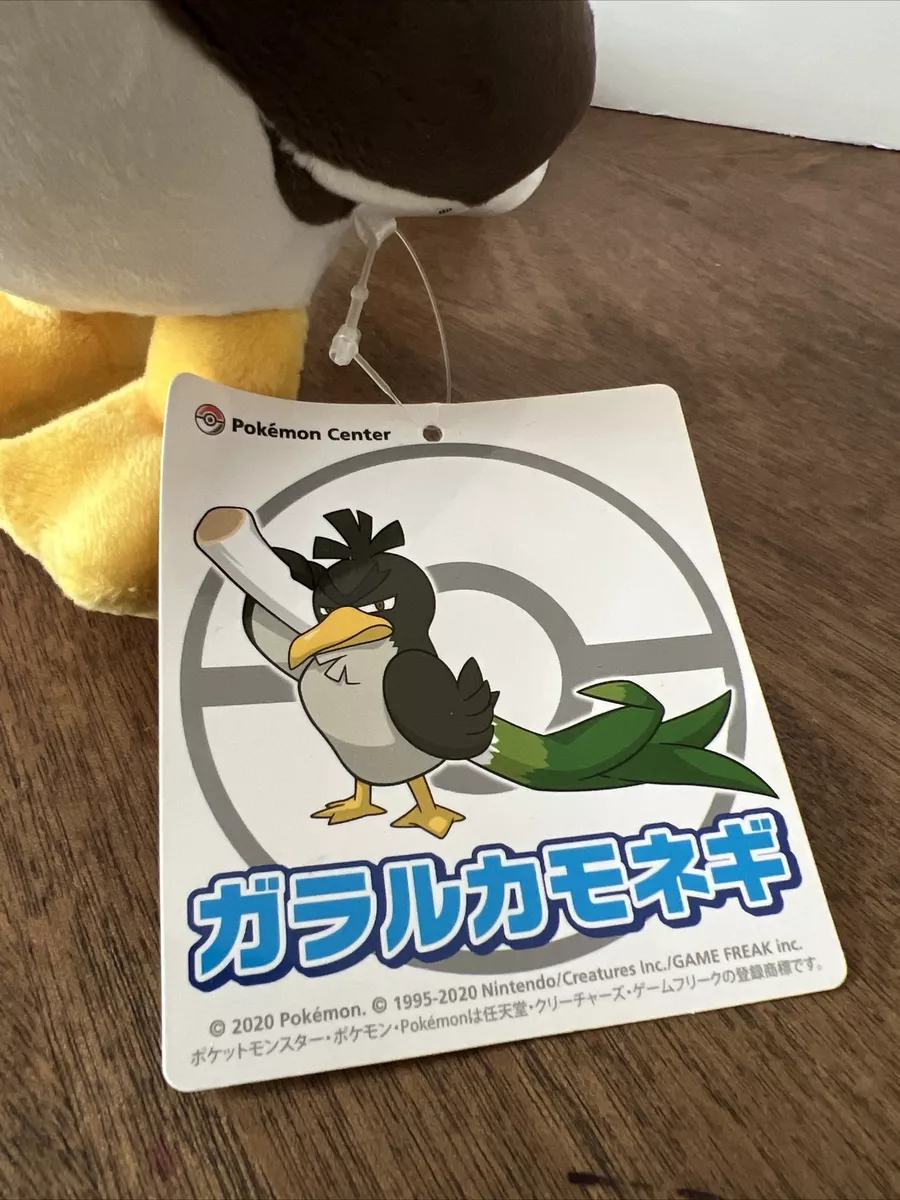 Pokémon Center
ガラルカモネギ
© 2020 Pokémon. © 1995-2020 Nintendo/Creatures Inc./GAME FREAK inc.
ポケットモンスター・ポケモン・Pokémonは任天堂・クリーチャーズ・ゲームフリークの登録商標です。